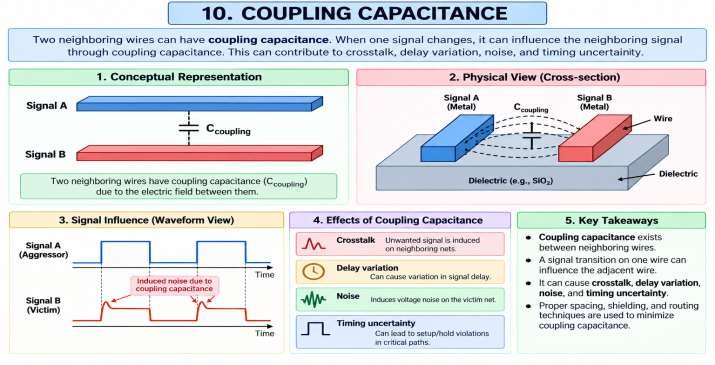 10. COUPLING CAPACITANCE
Two neighboring wires can have coupling capacitance. When one signal changes, it can influence the neighboring signal
through coupling capacitance. This can contribute to crosstalk, delay variation, noise, and timing uncertainty.
1. Conceptual Representation
Signal A
Ccoupling
Signal B
Two neighboring wires have coupling capacitance (Ccoupling)
due to the electric field between them.
2. Physical View (Cross-section)
Signal A
(Metal)
Ccoupling
Signal B
(Metal)
Wire
Dielectric
Dielectric (e.g., SiO₂)
3. Signal Influence (Waveform View)
Signal A
(Aggressor)
Time
Induced noise due to
coupling capacitance
Signal B
(Victim)
Time
4. Effects of Coupling Capacitance
Crosstalk Unwanted signal is induced
on neighboring nets.
Delay variation
Can cause variation in signal delay.
Noise Induces voltage noise on the victim net.
Timing uncertainty
Can lead to setup/hold violations
in critical paths.
5. Key Takeaways
• Coupling capacitance exists
between neighboring wires.
• A signal transition on one wire can
influence the adjacent wire.
• It can cause crosstalk, delay variation,
noise, and timing uncertainty.
• Proper spacing, shielding, and routing
techniques are used to minimize
coupling capacitance.